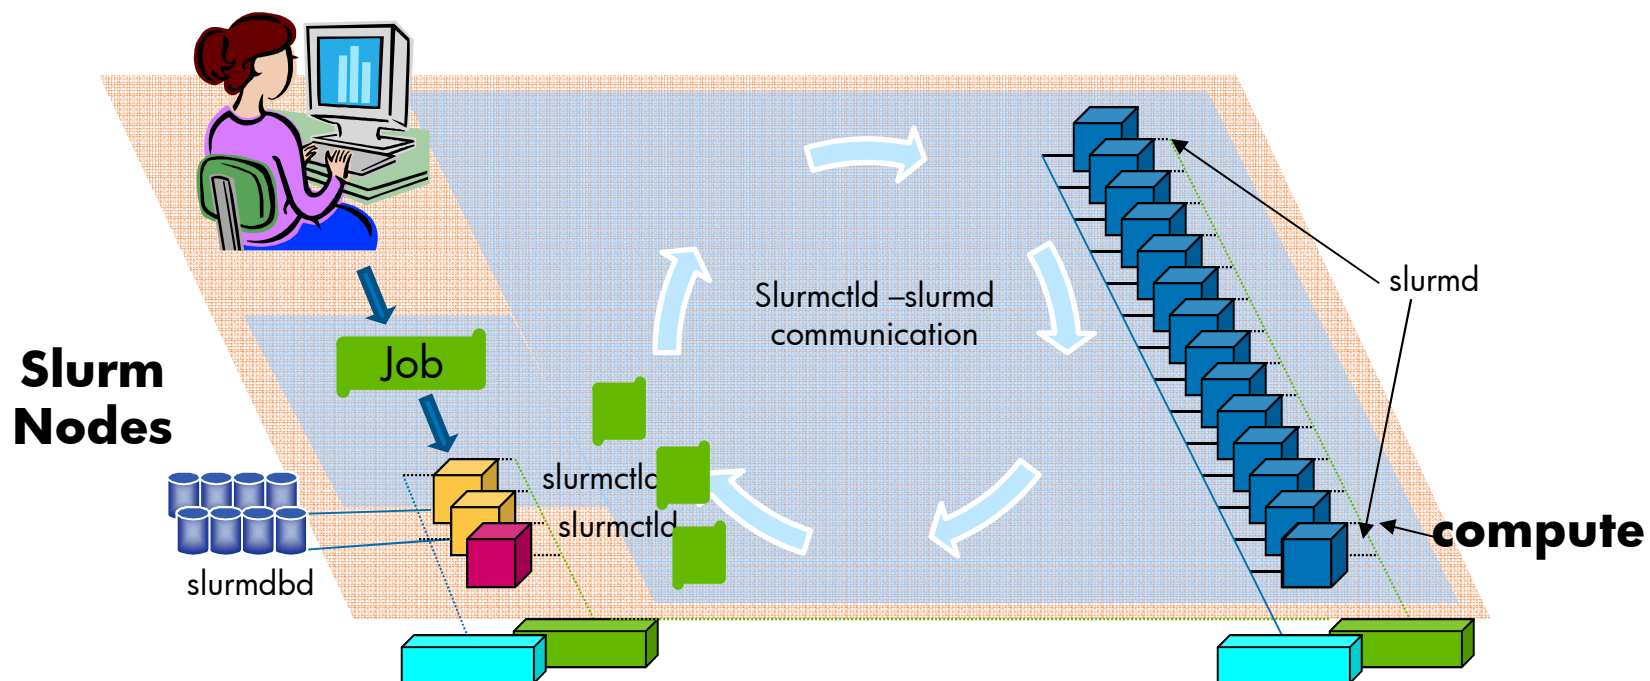 Slurmctld –slurmd
communication
slurmd
Job
Slurm
Nodes
slurmctld
slurmctld
compute
slurmdbd